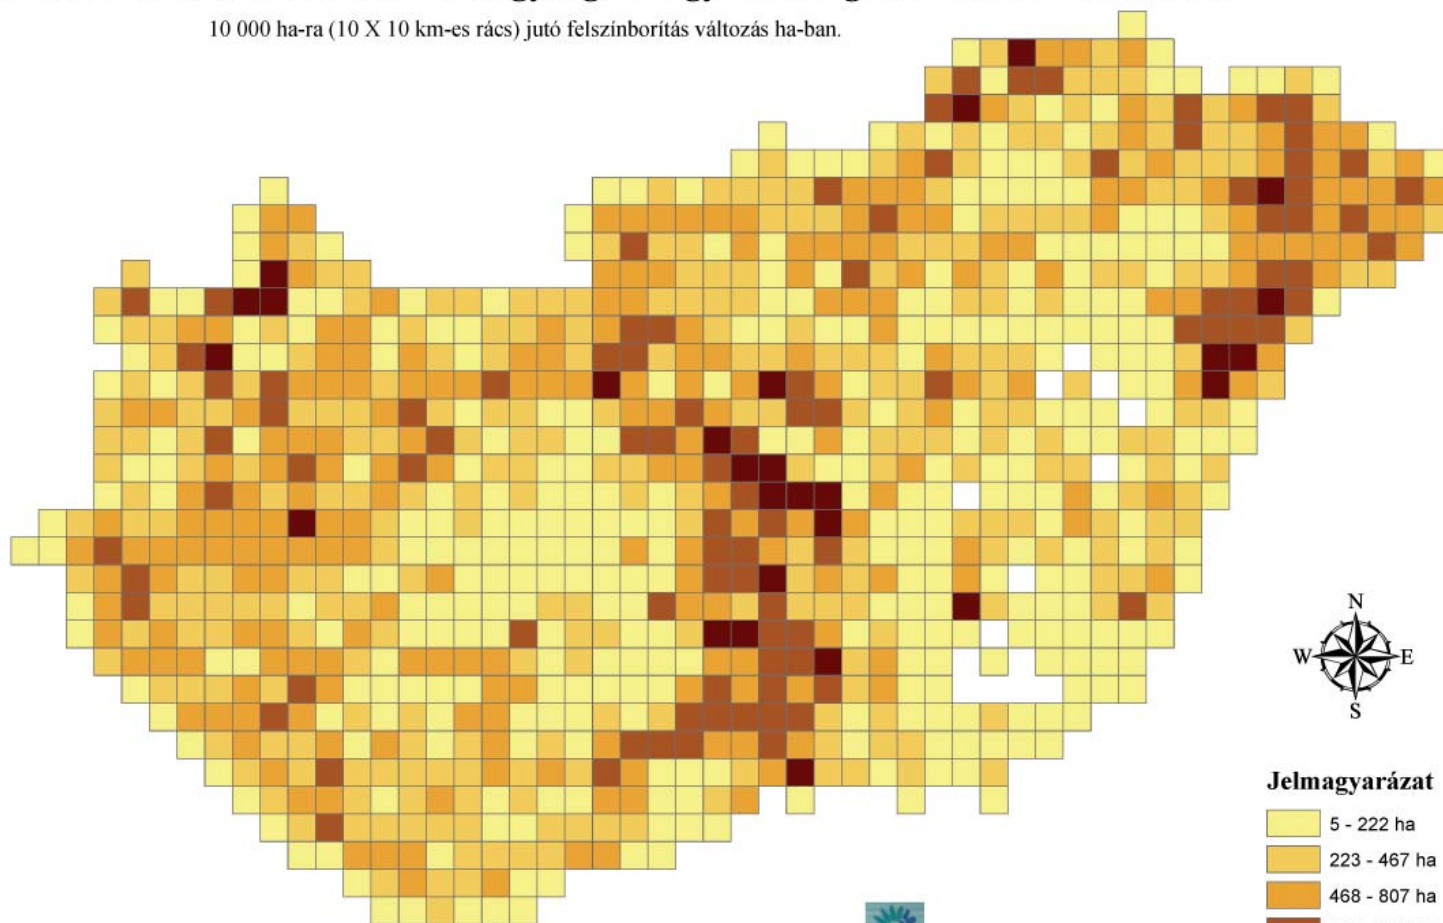 10 000 ha-ra (10 X 10 km-es rács) jutó felszínborítás változás ha-ban.
N
W E
S
Jelmagyarázat
5 - 222 ha
223 - 467 ha
468 - 807 ha